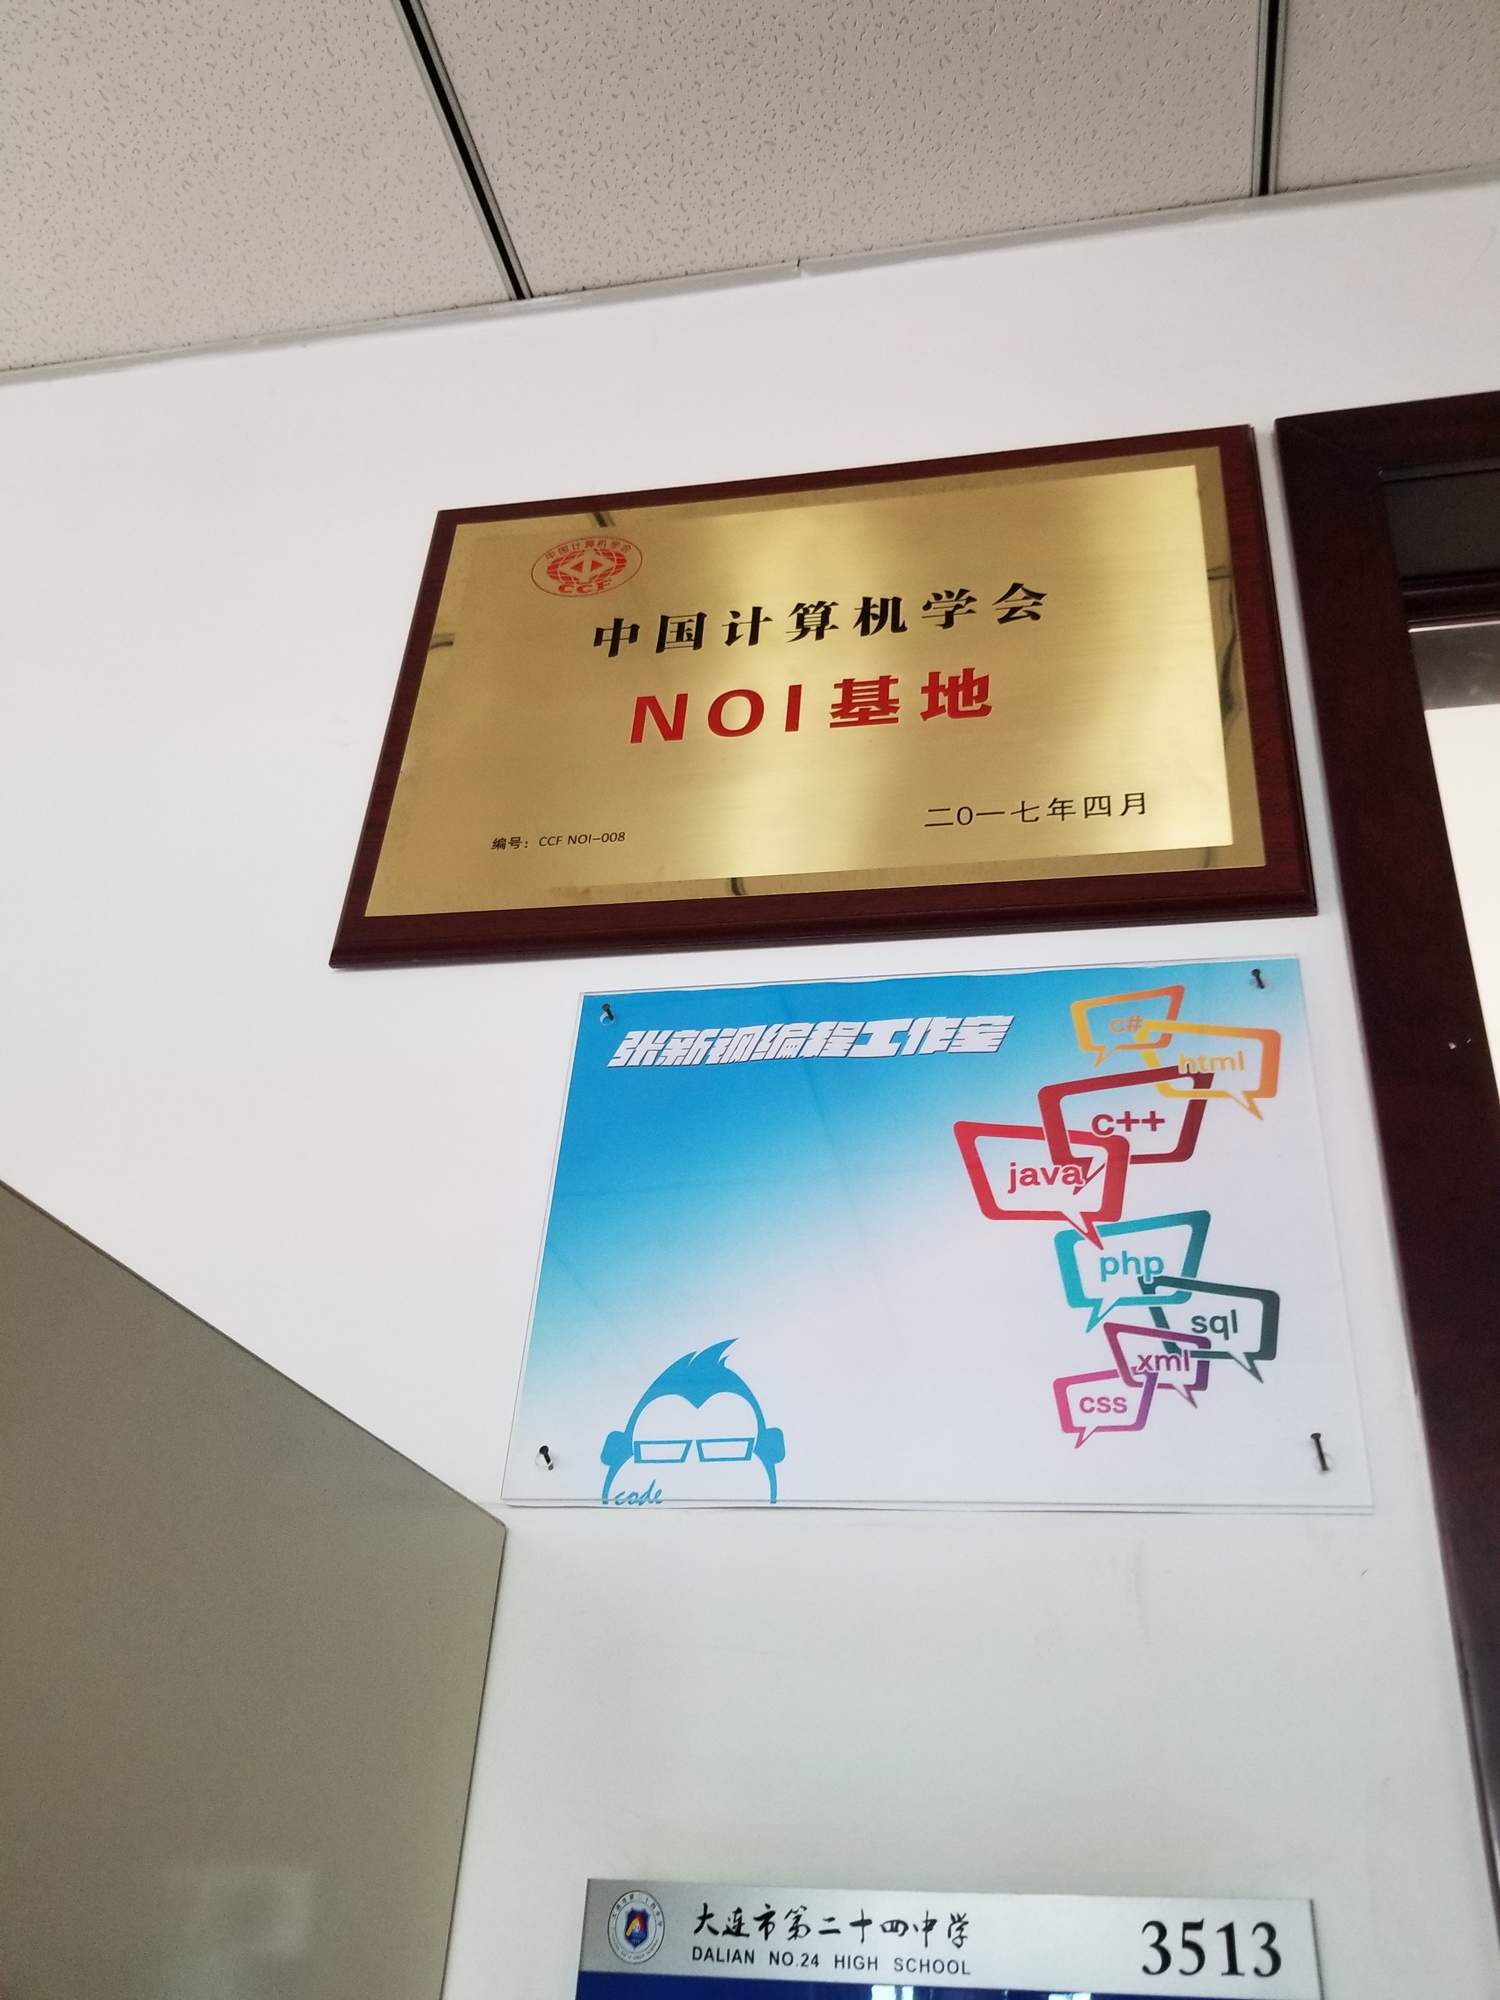 中国计算机学会
CCF
中国计算机学会
NOI基地
二〇一七年四月
编号：CCF NOI-008
张新钢编程工作室
c#
html
c++
java
php
sql
xml
css
code
大连市第二十四中学
DALIAN NO.24 HIGH SCHOOL
3513